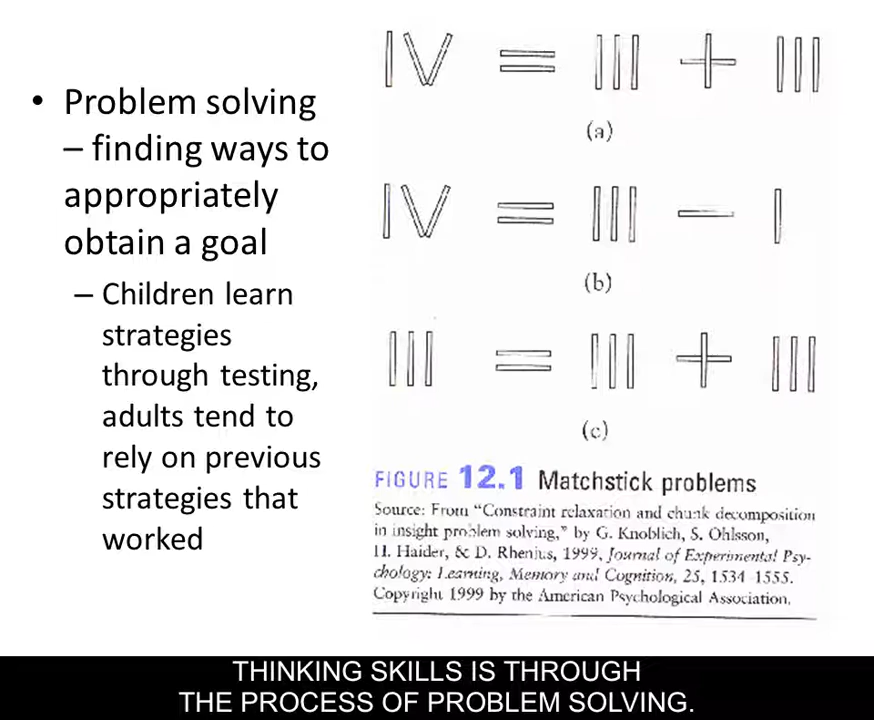 • Problem solving
– finding ways to
appropriately
obtain a goal
– Children learn
strategies
through testing,
adults tend to
rely on previous
strategies that
worked
IV = III + III
(a)
IV = III – I
(b)
III = III + III
(c)
FIGURE 12.1 Matchstick problems
Source: From “Constraint relaxation and chunk decomposition
in insight problem solving,” by G. Knoblich, S. Ohlsson,
H. Haider, & D. Rhenius, 1999, Journal of Experimental Psy-
chology: Learning, Memory and Cognition, 25, 1534–1555.
Copyright 1999 by the American Psychological Association.
THINKING SKILLS IS THROUGH
THE PROCESS OF PROBLEM SOLVING.